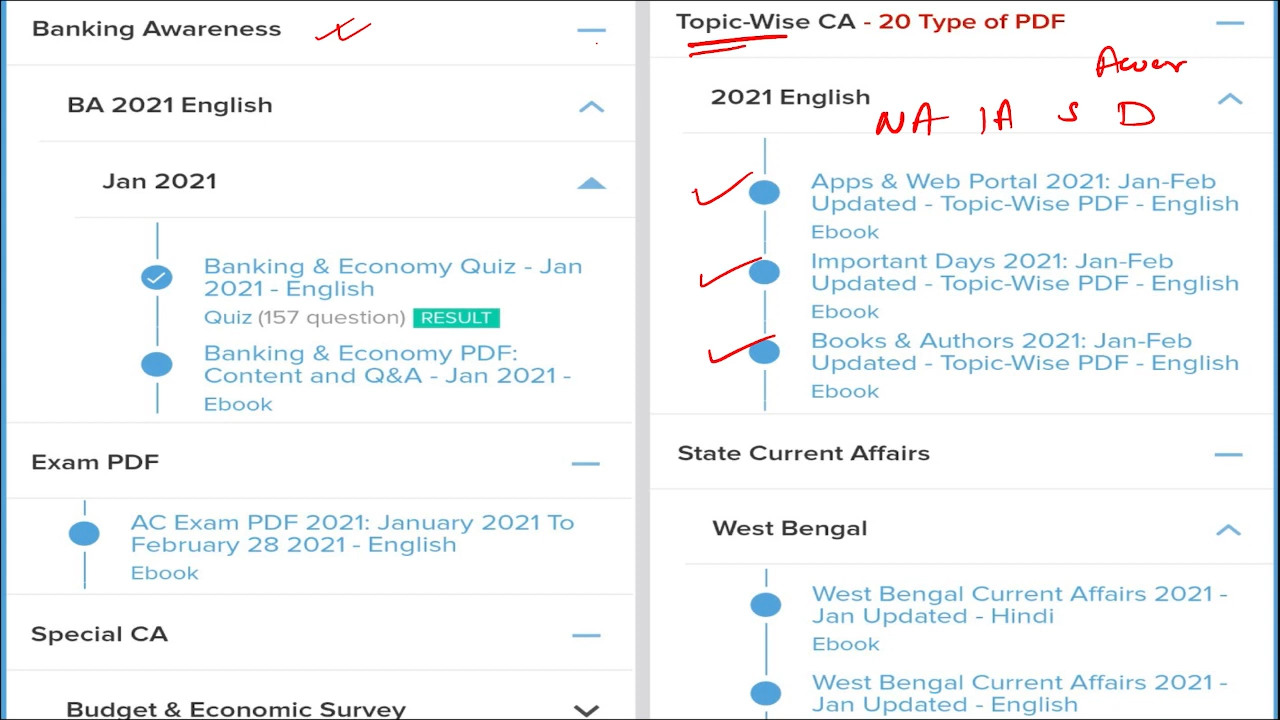 Banking Awareness
BA 2021 English
Jan 2021
Banking & Economy Quiz - Jan
2021 - English
Quiz (157 question) RESULT
Banking & Economy PDF:
Content and Q&A - Jan 2021 -
Ebook
Exam PDF
AC Exam PDF 2021: January 2021 To
February 28 2021 - English
Ebook
Special CA
Budget & Economic Survey
Topic-Wise CA - 20 Type of PDF
2021 English
NA IA S D
Apps & Web Portal 2021: Jan-Feb
Updated - Topic-Wise PDF - English
Ebook
Important Days 2021: Jan-Feb
Updated - Topic-Wise PDF - English
Ebook
Books & Authors 2021: Jan-Feb
Updated - Topic-Wise PDF - English
Ebook
State Current Affairs
West Bengal
West Bengal Current Affairs 2021 -
Jan Updated - Hindi
Ebook
West Bengal Current Affairs 2021 -
Jan Updated - English